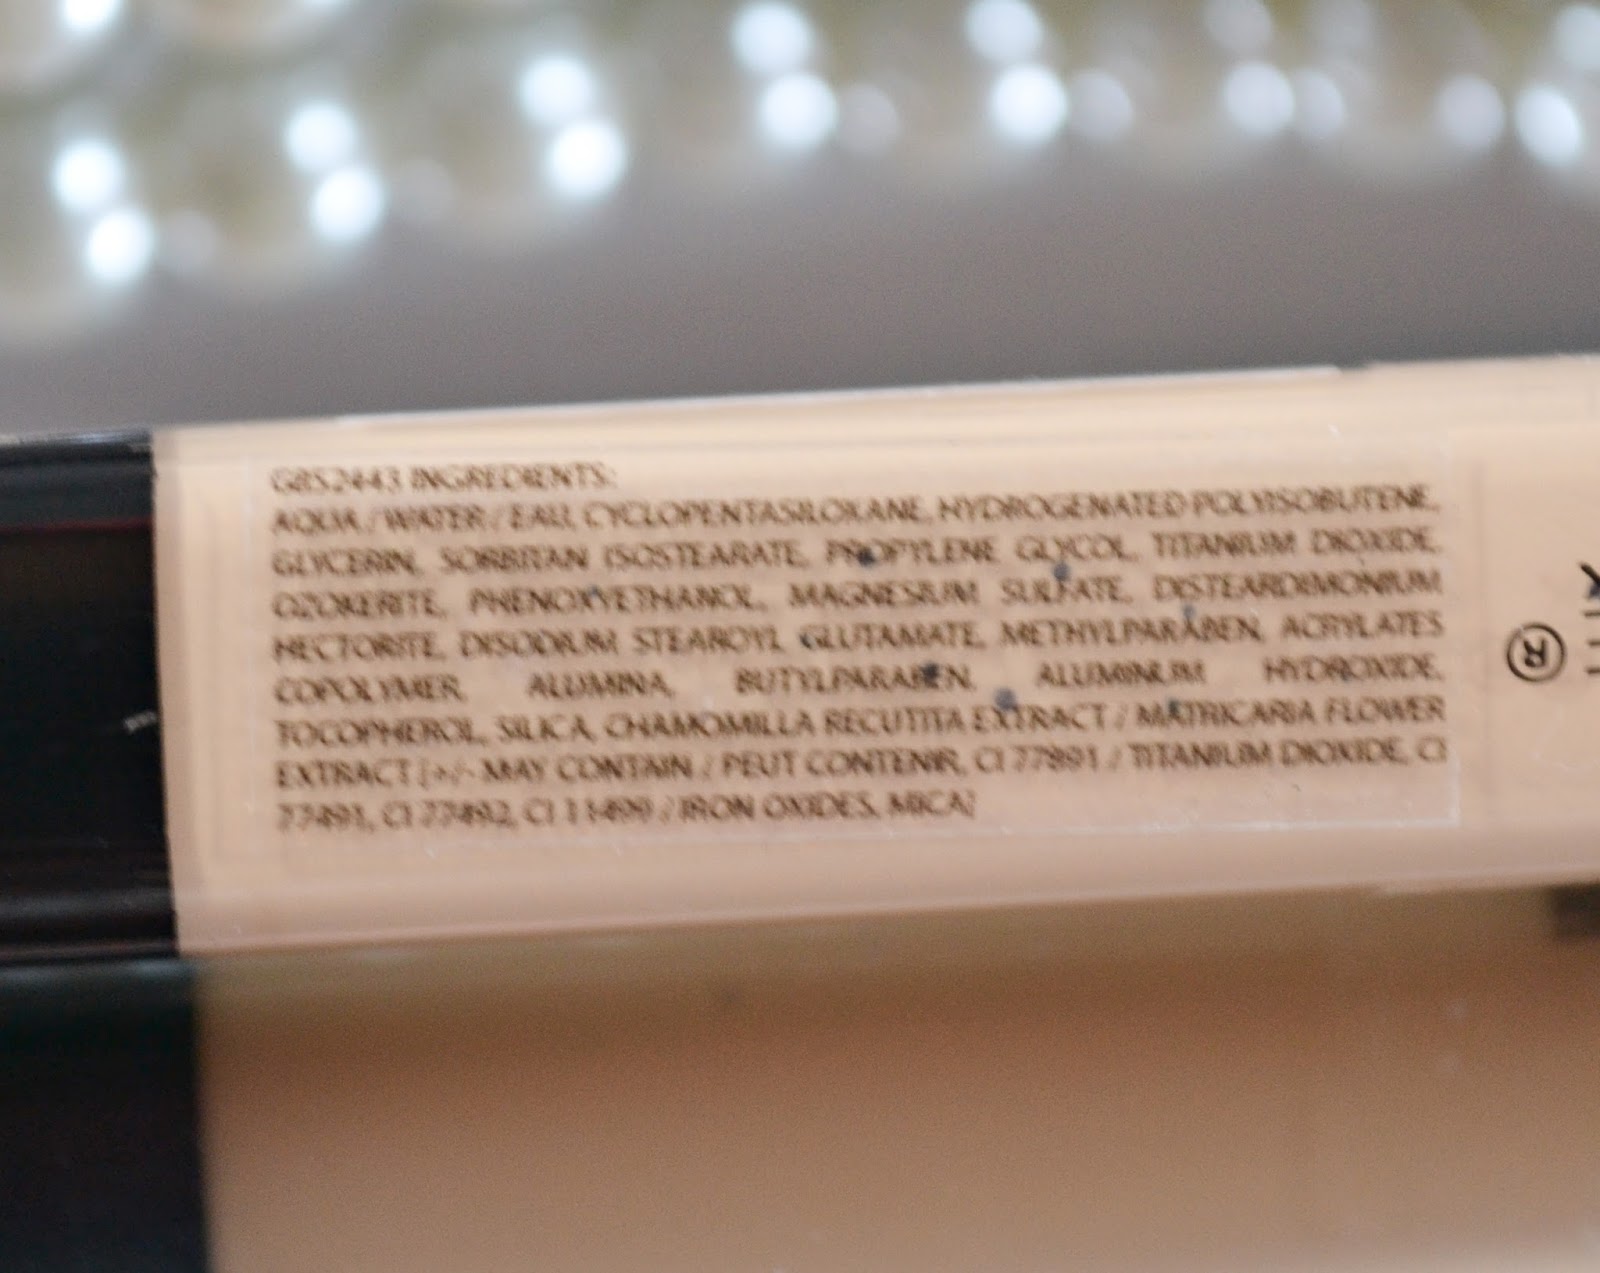 G852443 INGREDIENTS:
AQUA / WATER / EAU, CYCLOPENTASILOXANE, HYDROGENATED POLYISOBUTENE,
GLYCERIN, SORBITAN ISOSTEARATE, PROPYLENE GLYCOL, TITANIUM DIOXIDE,
OZOKERITE, PHENOXYETHANOL, MAGNESIUM SULFATE, DISTEARDIMONIUM
HECTORITE, DISODIUM STEAROYL GLUTAMATE, METHYLPARABEN, ACRYLATES
COPOLYMER, ALUMINA, BUTYLPARABEN, ALUMINUM HYDROXIDE,
TOCOPHEROL, SILICA, CHAMOMILLA RECUTITA EXTRACT / MATRICARIA FLOWER
EXTRACT [+/- MAY CONTAIN / PEUT CONTENIR, CI 77891 / TITANIUM DIOXIDE, CI
77491, CI 77492, CI 11499 / IRON OXIDES, MICA]
®